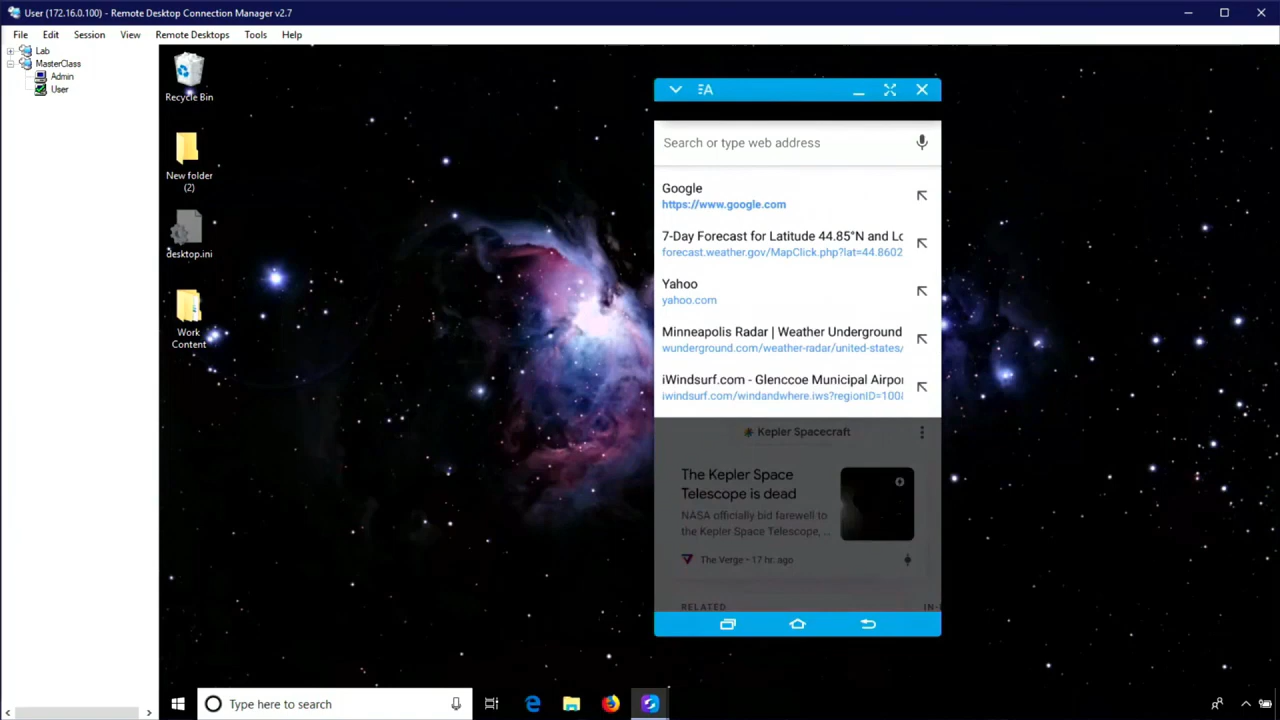 User (172.16.0.100) - Remote Desktop Connection Manager v2.7
File Edit Session View Remote Desktops Tools Help
Lab
MasterClass
Admin
User
Recycle Bin
New folder
(2)
desktop.ini
Work
Content
A
Search or type web address
Google
https://www.google.com
7-Day Forecast for Latitude 44.85°N and Lo
forecast.weather.gov/MapClick.php?lat=44.8602
Yahoo
yahoo.com
Minneapolis Radar | Weather Underground
wunderground.com/weather-radar/united-states/
iWindsurf.com - Glenccoe Municipal Airpor
iwindsurf.com/windandwhere.iws?regionID=100&
Kepler Spacecraft
The Kepler Space
Telescope is dead
NASA officially bid farewell to
the Kepler Space Telescope, ...
The Verge - 17 hr. ago
RELATED IN-
Type here to search